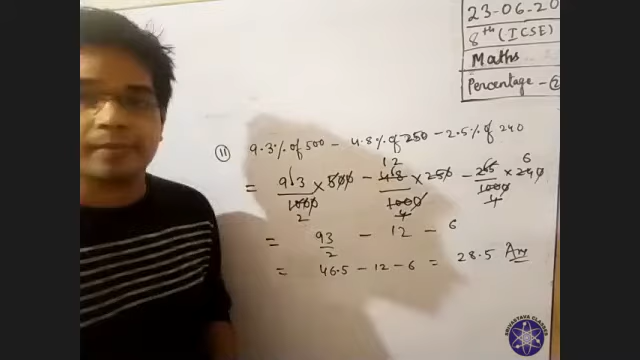 23-06-20
8th (ICSE)
Maths
Percentage - ②
⑪ 9.3% of 500 - 4.8% of 250 - 2.5% of 240
= 93/1000 × 500 - 48/1000 × 250 - 25/1000 × 240
12 6
2 4 4
= 93/2 - 12 - 6
= 46.5 - 12 - 6 = 28.5 Ans
SRIVASTAVA CLASSES